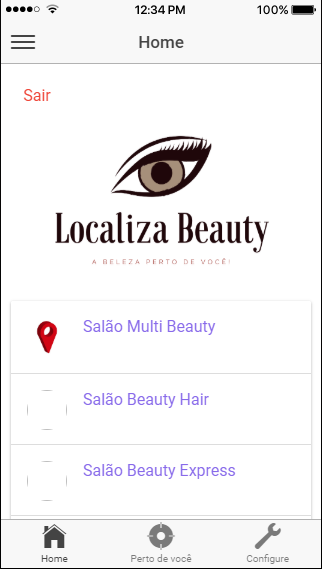 12:34 PM
100%
Home
Sair
Localiza Beauty
A BELEZA PERTO DE VOCÊ!
Salão Multi Beauty
Salão Beauty Hair
Salão Beauty Express
Home
Perto de você
Configure